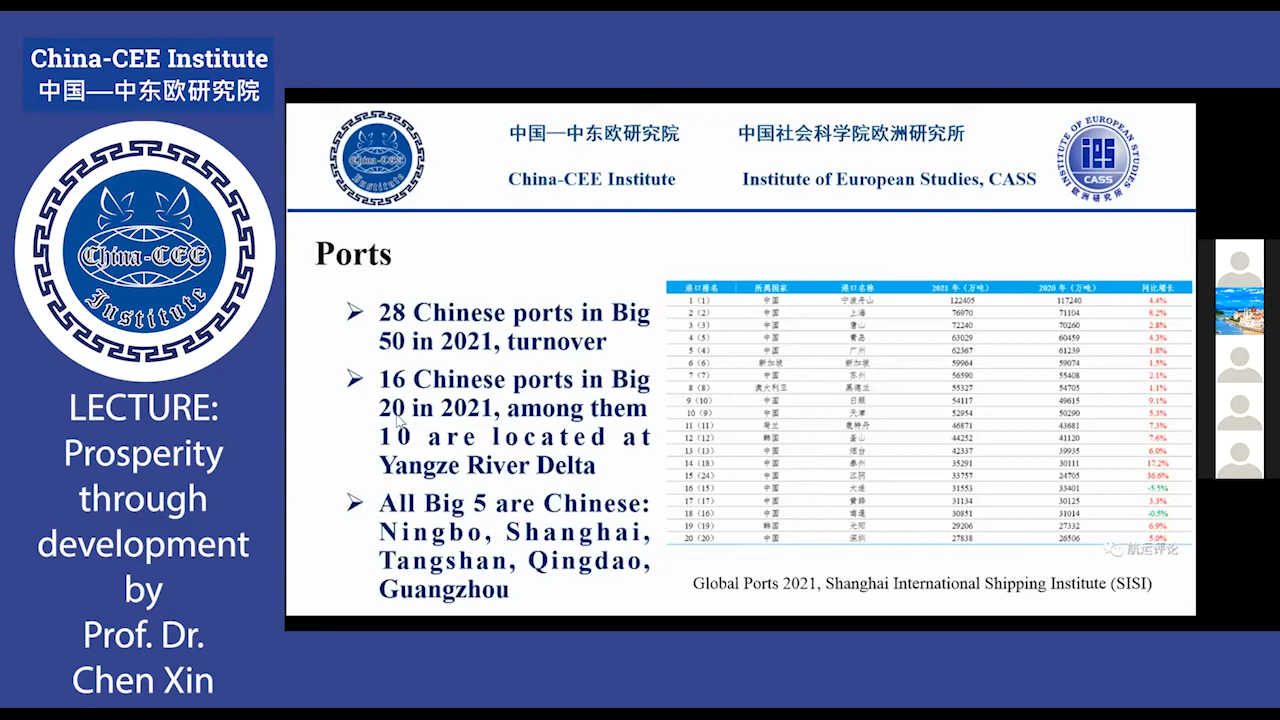 China-CEE Institute
中国—中东欧研究院
China-CEE
Institute
LECTURE:
Prosperity
through
development
by
Prof. Dr.
Chen Xin
中国—中东欧研究院 中国社会科学院欧洲研究所
China-CEE Institute Institute of European Studies, CASS
China-CEE
Institute
INSTITUTE OF EUROPEAN STUDIES
CASS
欧洲研究所
Ports
28 Chinese ports in Big
50 in 2021, turnover
16 Chinese ports in Big
20 in 2021, among them
10 are located at
Yangze River Delta
All Big 5 are Chinese:
Ningbo, Shanghai,
Tangshan, Qingdao,
Guangzhou
港口排名 所属国家 港口名称 2021年（万吨） 2020年（万吨） 同比增长
1（1） 中国 宁波舟山 122405 117240 4.4%
2（2） 中国 上海 76970 71104 8.2%
3（3） 中国 唐山 72240 70260 2.8%
4（5） 中国 青岛 63029 60459 4.3%
5（4） 中国 广州 62367 61239 1.8%
6（6） 新加坡 新加坡 59964 59074 1.5%
7（7） 中国 苏州 56590 55408 2.1%
8（8） 澳大利亚 黑德兰 55327 54705 1.1%
9（10） 中国 日照 54117 49615 9.1%
10（9） 中国 天津 52954 50290 5.3%
11（11） 荷兰 鹿特丹 46871 43681 7.3%
12（12） 韩国 釜山 44252 41120 7.6%
13（13） 中国 烟台 42337 39935 6.0%
14（18） 中国 泰州 35291 30111 17.2%
15（24） 中国 江阴 33757 24705 36.6%
16（15） 中国 大连 31553 33401 -5.5%
17（17） 中国 黄骅 31134 30125 3.3%
18（16） 中国 南通 30851 31014 -0.5%
19（19） 韩国 光阳 29206 27332 6.9%
20（20） 中国 深圳 27838 26506 5.0%
航运评论
Global Ports 2021, Shanghai International Shipping Institute (SISI)